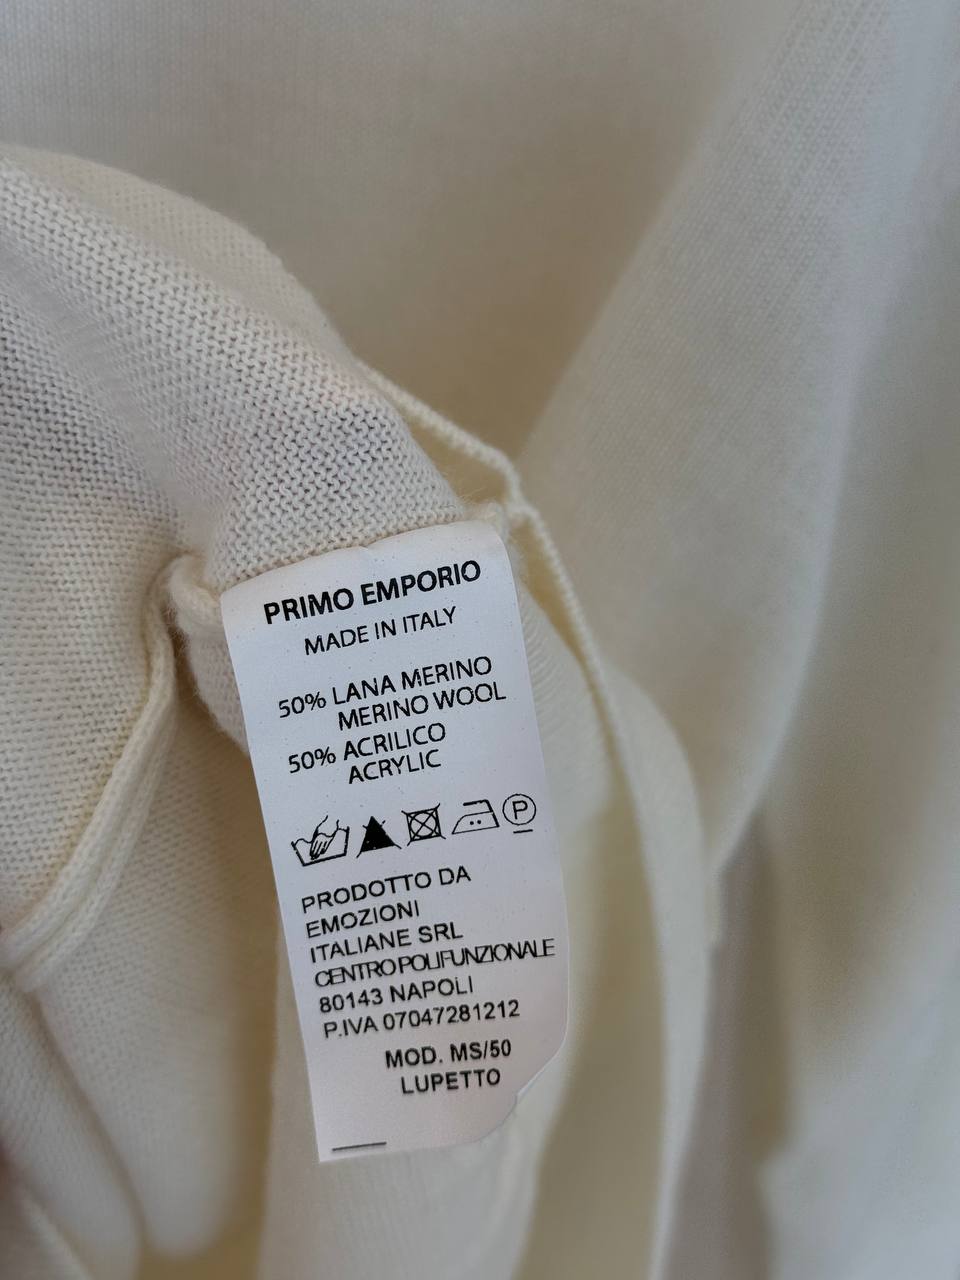 PRIMO EMPORIO
MADE IN ITALY
50% LANA MERINO
MERINO WOOL
50% ACRILICO
ACRYLIC
P
PRODOTTO DA
EMOZIONI
ITALIANE SRL
CENTRO POLIFUNZIONALE
80143 NAPOLI
P.IVA 07047281212
MOD. MS/50
LUPETTO